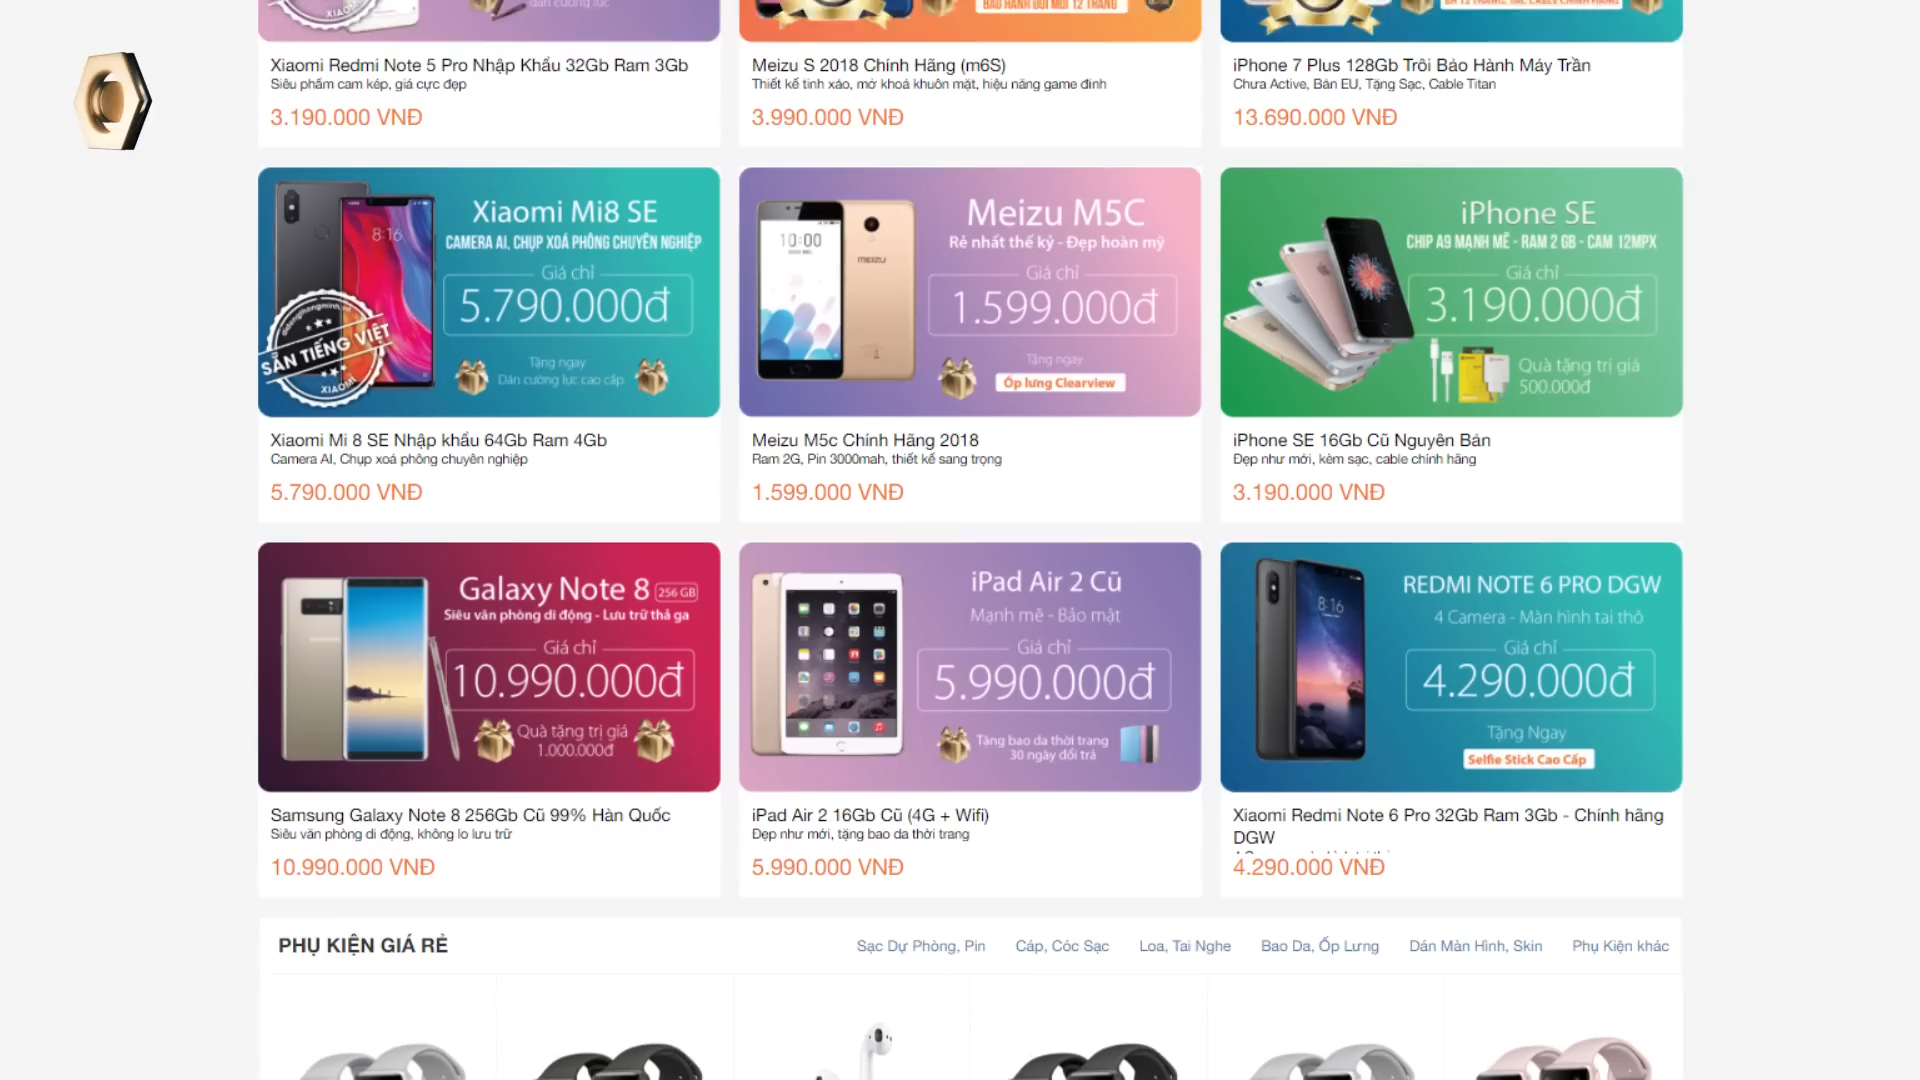 XIAOMI
BẢO HÀNH ĐỔI MỚI 12 THÁNG
Xiaomi Redmi Note 5 Pro Nhập Khẩu 32Gb Ram 3Gb
Siêu phẩm cam kép, giá cực đẹp
3.190.000 VNĐ
Meizu S 2018 Chính Hãng (m6S)
Thiết kế tinh xảo, mở khoá khuôn mặt, hiệu năng game đỉnh
3.990.000 VNĐ
iPhone 7 Plus 128Gb Trôi Bảo Hành Máy Trần
Chưa Active, Bản EU, Tặng Sạc, Cable Titan
13.690.000 VNĐ
Xiaomi Mi8 SE
CAMERA AI, CHỤP XOÁ PHÔNG CHUYÊN NGHIỆP
Giá chỉ
5.790.000đ
Tặng ngay
Dán cường lực cao cấp
8:16
didongthongminh.vn
SẴN TIẾNG VIỆT
XIAOMI
Meizu M5C
Rẻ nhất thế kỷ - Đẹp hoàn mỹ
Giá chỉ
1.599.000đ
Tặng ngay
Ốp lưng Clearview
10:00
MEIZU
iPhone SE
CHIP A9 MẠNH MẼ - RAM 2 GB - CAM 12MPX
Giá chỉ
3.190.000đ
Quà tặng trị giá
500.000đ
Xiaomi Mi 8 SE Nhập khẩu 64Gb Ram 4Gb
Camera AI, Chụp xoá phông chuyên nghiệp
5.790.000 VNĐ
Meizu M5c Chính Hãng 2018
Ram 2G, Pin 3000mah, thiết kế sang trọng
1.599.000 VNĐ
iPhone SE 16Gb Cũ Nguyên Bản
Đẹp như mới, kèm sạc, cable chính hãng
3.190.000 VNĐ
Galaxy Note 8 256 GB
Siêu văn phòng di động - Lưu trữ thả ga
Giá chỉ
10.990.000đ
Quà tặng trị giá
1.000.000đ
iPad Air 2 Cũ
Mạnh mẽ - Bảo mật
Giá chỉ
5.990.000đ
Tặng bao da thời trang
30 ngày đổi trả
REDMI NOTE 6 PRO DGW
4 Camera - Màn hình tai thỏ
Giá chỉ
4.290.000đ
Tặng Ngay
Selfie Stick Cao Cấp
8:16
Samsung Galaxy Note 8 256Gb Cũ 99% Hàn Quốc
Siêu văn phòng di động, không lo lưu trữ
10.990.000 VNĐ
iPad Air 2 16Gb Cũ (4G + Wifi)
Đẹp như mới, tặng bao da thời trang
5.990.000 VNĐ
Xiaomi Redmi Note 6 Pro 32Gb Ram 3Gb - Chính hãng
DGW
4.290.000 VNĐ
PHỤ KIỆN GIÁ RẺ
Sạc Dự Phòng, Pin
Cáp, Cóc Sạc
Loa, Tai Nghe
Bao Da, Ốp Lưng
Dán Màn Hình, Skin
Phụ Kiện khác